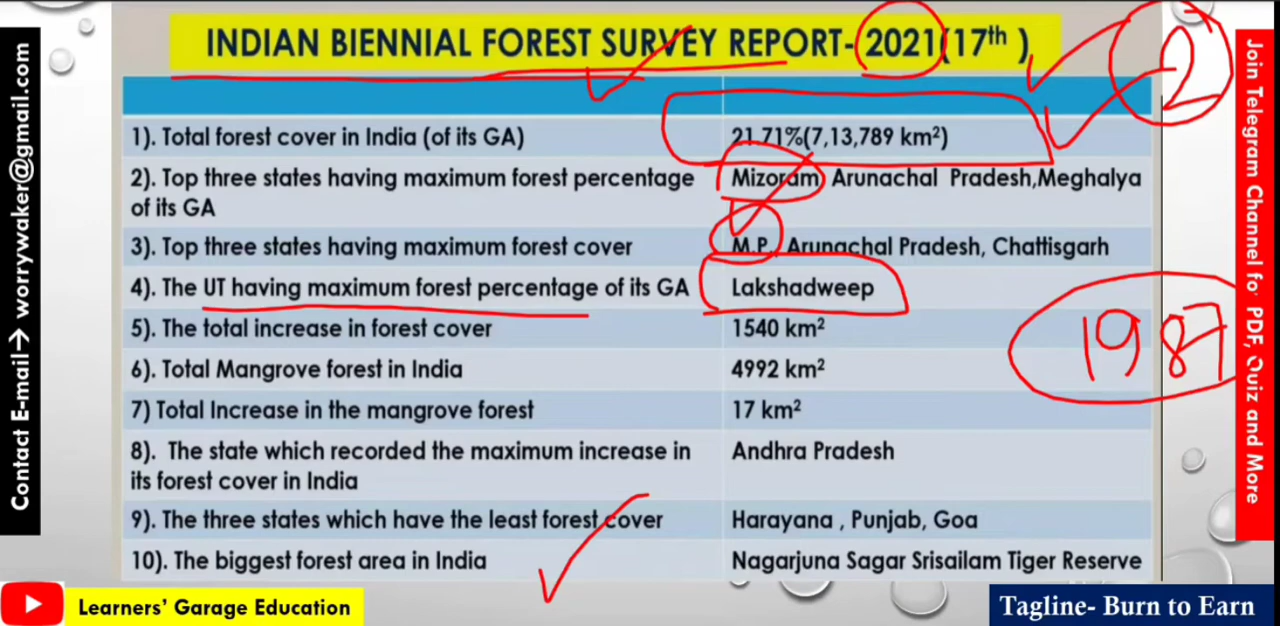 INDIAN BIENNIAL FOREST SURVEY REPORT- 2021(17th )
2
1). Total forest cover in India (of its GA) 21.71%(7,13,789 km²)
2). Top three states having maximum forest percentage of its GA Mizoram, Arunachal Pradesh,Meghalya
3). Top three states having maximum forest cover M.P, Arunachal Pradesh, Chattisgarh
4). The UT having maximum forest percentage of its GA Lakshadweep
5). The total increase in forest cover 1540 km²
1987
6). Total Mangrove forest in India 4992 km²
7) Total Increase in the mangrove forest 17 km²
8). The state which recorded the maximum increase in its forest cover in India Andhra Pradesh
9). The three states which have the least forest cover Harayana , Punjab, Goa
10). The biggest forest area in India Nagarjuna Sagar Srisailam Tiger Reserve
Contact E-mail→ worrywaker@gmail.com
Join Telegram Channel fo PDF, Quiz and More
Learners' Garage Education
Tagline- Burn to Earn